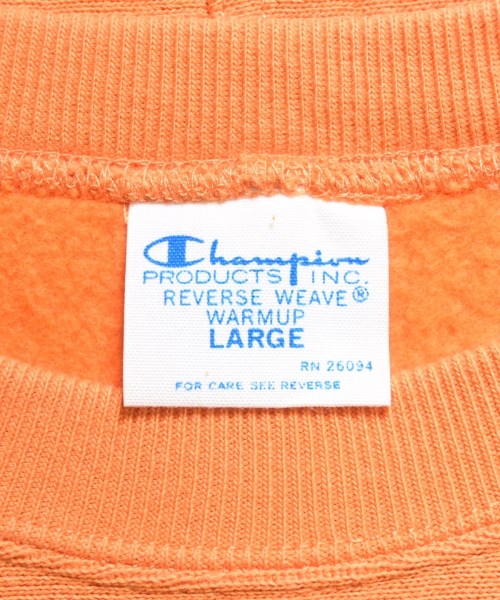 Champion
PRODUCTS INC.
REVERSE WEAVE®
WARMUP
LARGE
RN 26094
FOR CARE SEE REVERSE